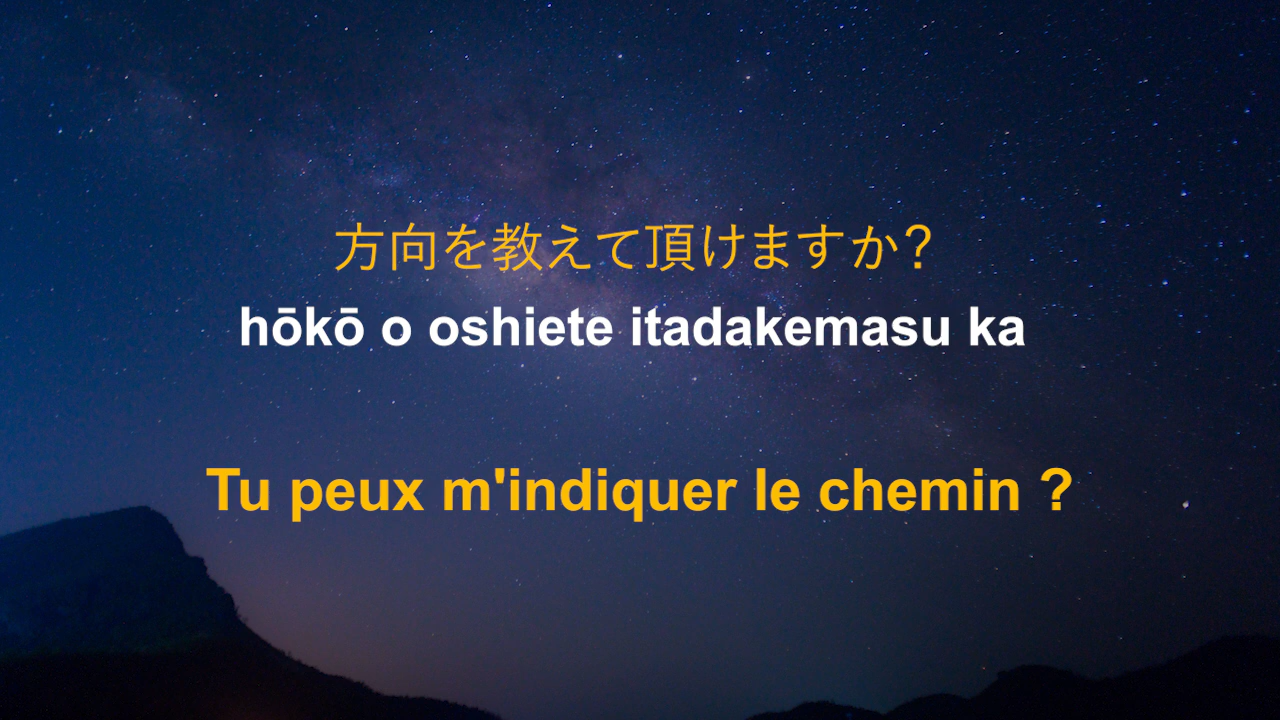 方向を教えて頂けますか？
hōkō o oshiete itadakemasu ka
Tu peux m'indiquer le chemin ?